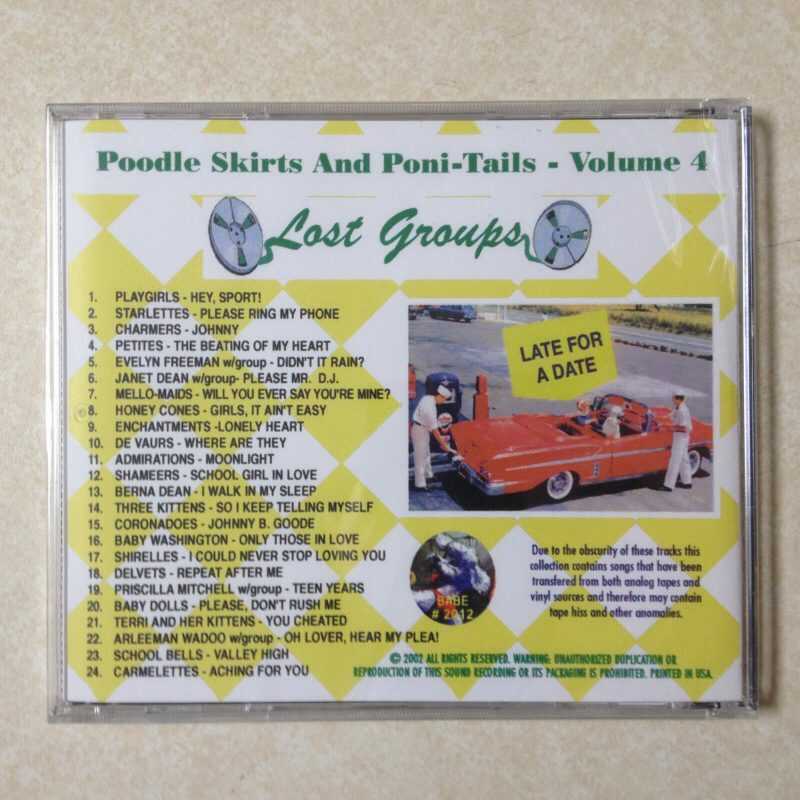 Poodle Skirts And Poni-Tails - Volume 4
Lost Groups
1. PLAYGIRLS - HEY, SPORT!
2. STARLETTES - PLEASE RING MY PHONE
3. CHARMERS - JOHNNY
4. PETITES - THE BEATING OF MY HEART
5. EVELYN FREEMAN w/group - DIDN'T IT RAIN?
6. JANET DEAN w/group- PLEASE MR. D.J.
7. MELLO-MAIDS - WILL YOU EVER SAY YOU'RE MINE?
8. HONEY CONES - GIRLS, IT AIN'T EASY
9. ENCHANTMENTS -LONELY HEART
10. DE VAURS - WHERE ARE THEY
11. ADMIRATIONS - MOONLIGHT
12. SHAMEERS - SCHOOL GIRL IN LOVE
13. BERNA DEAN - I WALK IN MY SLEEP
14. THREE KITTENS - SO I KEEP TELLING MYSELF
15. CORONADOES - JOHNNY B. GOODE
16. BABY WASHINGTON - ONLY THOSE IN LOVE
17. SHIRELLES - I COULD NEVER STOP LOVING YOU
18. DELVETS - REPEAT AFTER ME
19. PRISCILLA MITCHELL w/group - TEEN YEARS
20. BABY DOLLS - PLEASE, DON'T RUSH ME
21. TERRI AND HER KITTENS - YOU CHEATED
22. ARLEEMAN WADOO w/group - OH LOVER, HEAR MY PLEA!
23. SCHOOL BELLS - VALLEY HIGH
24. CARMELETTES - ACHING FOR YOU
LATE FOR
A DATE
BABE
# 2912
Due to the obscurity of these tracks this
collection contains songs that have been
transfered from both analog tapes and
vinyl sources and therefore may contain
tape hiss and other anomalies.
© 2002 ALL RIGHTS RESERVED. WARNING: UNAUTHORIZED DUPLICATION OR
REPRODUCTION OF THIS SOUND RECORDING OR ITS PACKAGING IS PROHIBITED. PRINTED IN USA.